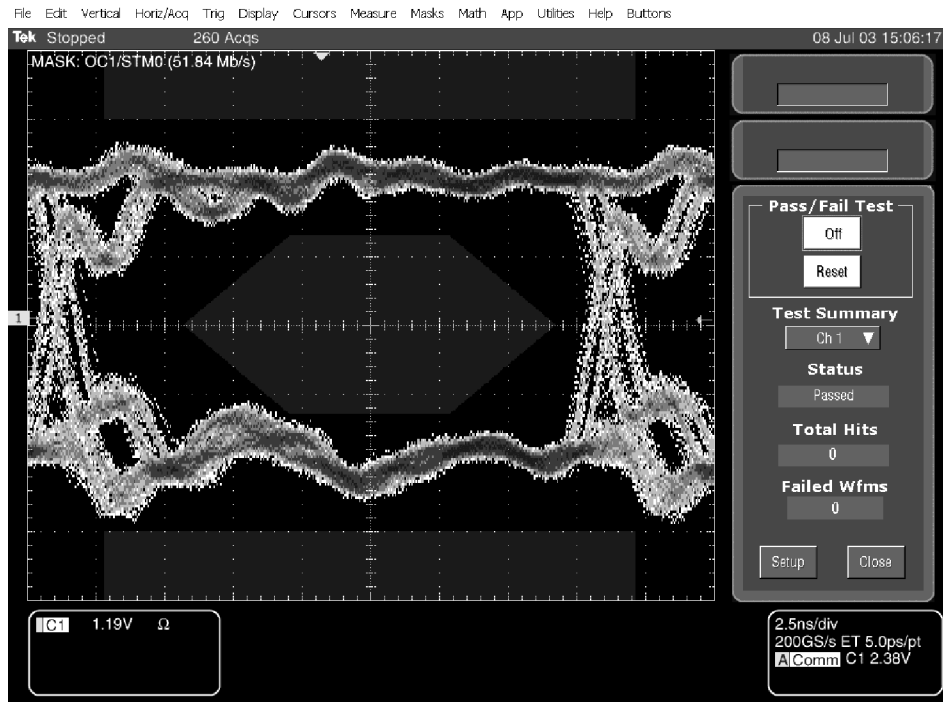 File Edit Vertical Horiz/Acq Trig Display Cursors Measure Masks Math App Utilities Help Buttons
Tek Stopped 260 Acqs 08 Jul 03 15:06:17
MASK: OC1/STM0 (51.84 Mb/s)
Pass/Fail Test
Off
Reset
1
Test Summary
Ch 1
Status
Passed
Total Hits
0
Failed Wfms
0
Setup Close
C1 1.19V Ω
2.5ns/div
200GS/s ET 5.0ps/pt
A Comm C1 2.38V